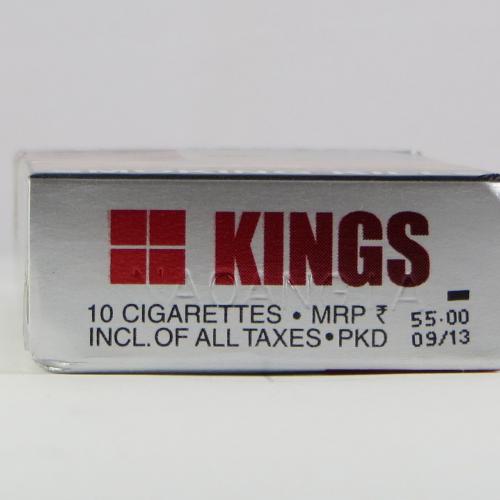 KINGS
10 CIGARETTES • MRP ₹ 55.00
INCL. OF ALL TAXES • PKD 09/13